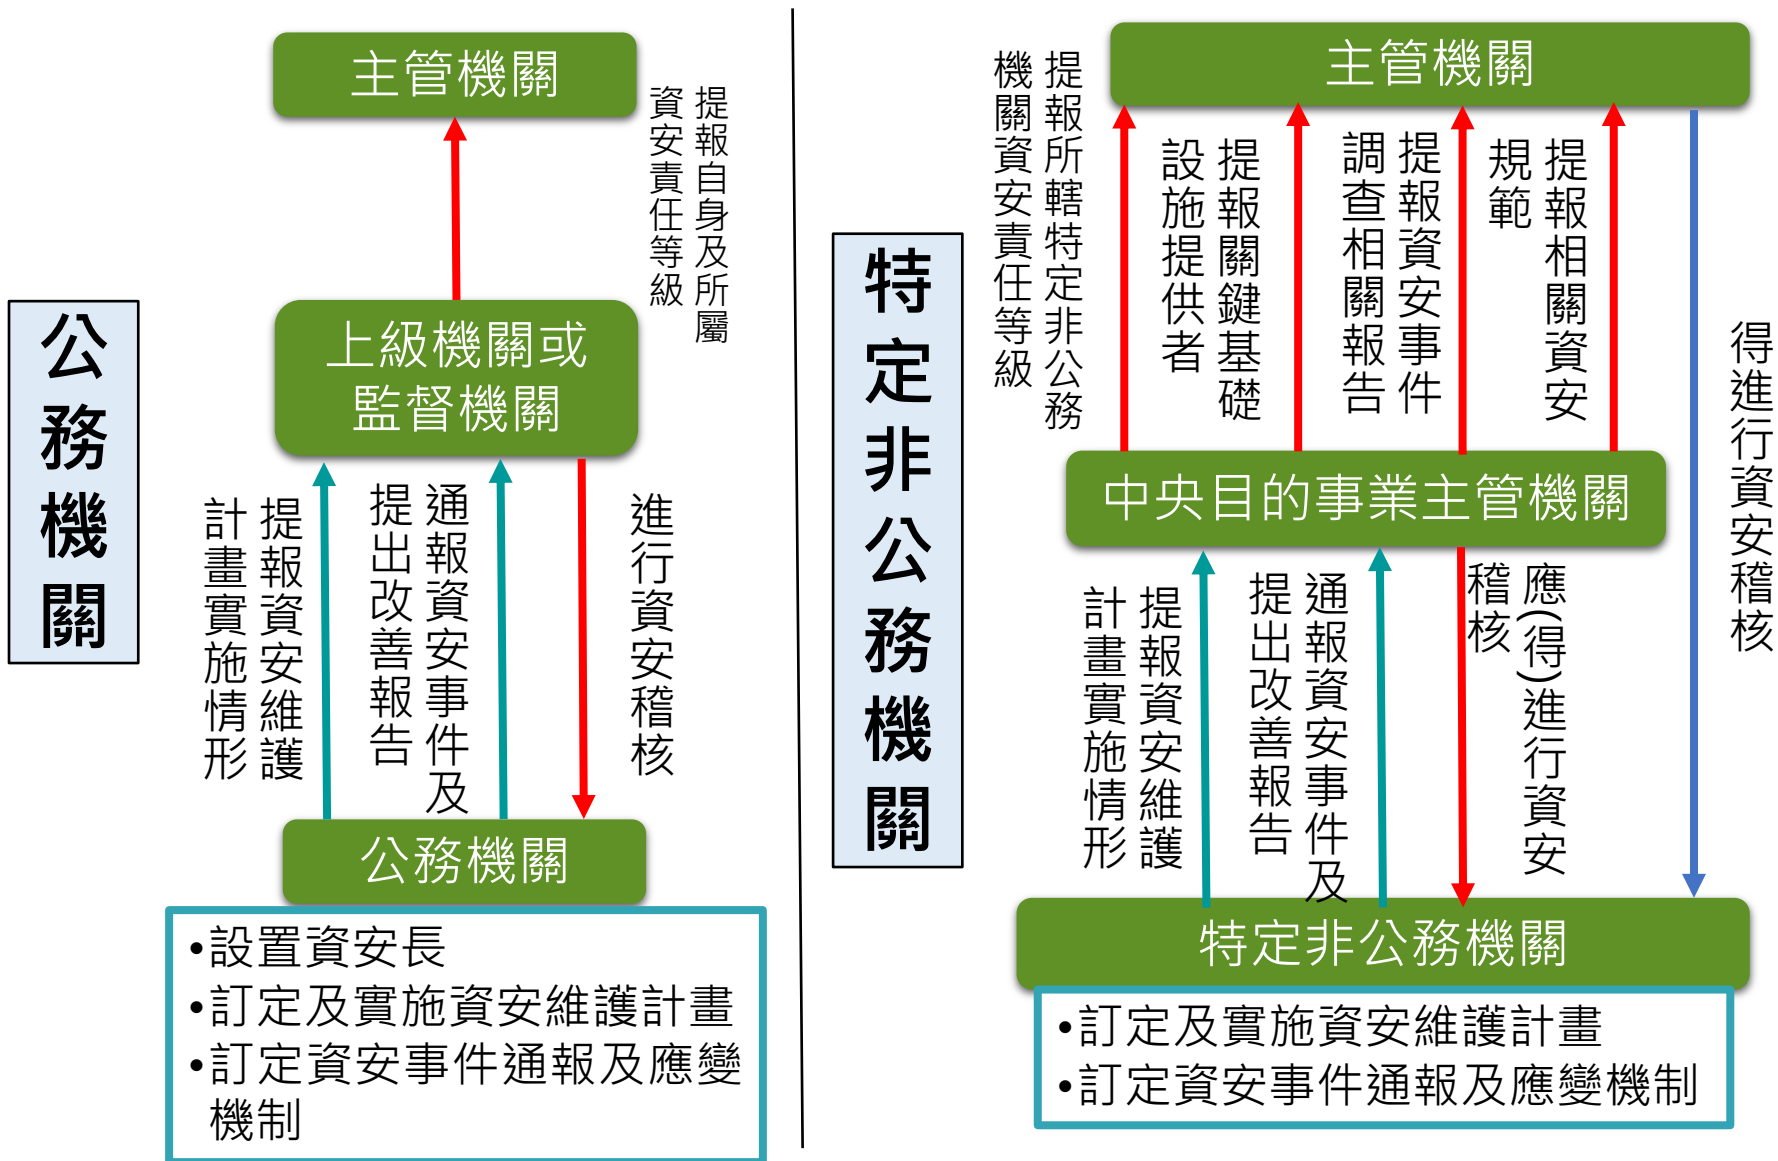 公務機關
主管機關
提報自身及所屬
資安責任等級
上級機關或
監督機關
提報資安維護
計畫實施情形
通報資安事件及
提出改善報告
進行資安稽核
公務機關
•設置資安長
•訂定及實施資安維護計畫
•訂定資安事件通報及應變
機制
特定非公務機關
主管機關
提報所轄特定非公務
機關資安責任等級
提報關鍵基礎
設施提供者
提報資安事件
調查相關報告
提報相關資安
規範
得進行資安稽核
中央目的事業主管機關
提報資安維護
計畫實施情形
通報資安事件及
提出改善報告
應(得)進行資安
稽核
特定非公務機關
•訂定及實施資安維護計畫
•訂定資安事件通報及應變機制